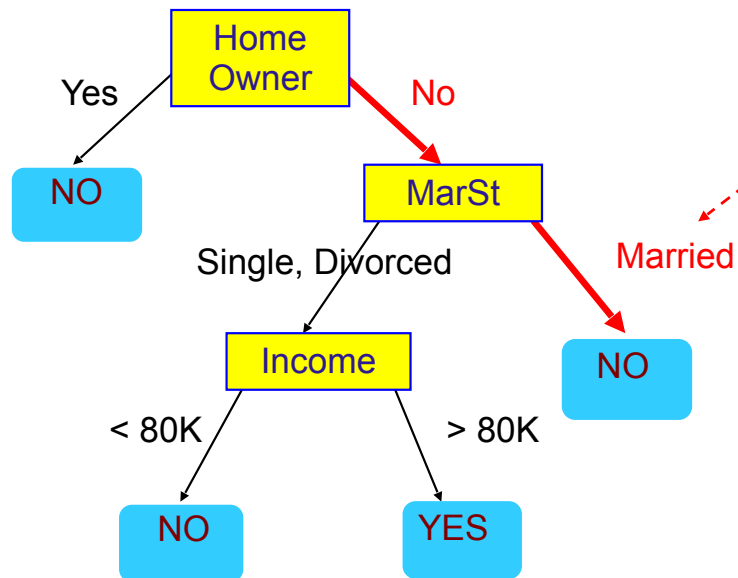 Home
Owner
Yes
No
NO
MarSt
Single, Divorced
Married
Income
NO
< 80K
> 80K
NO
YES